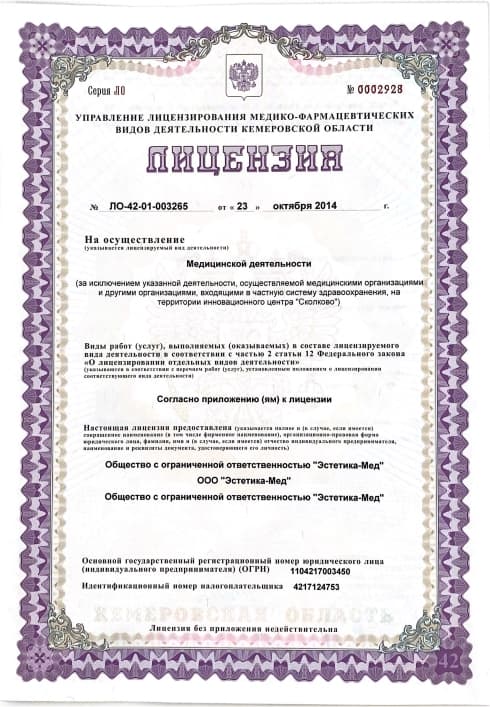 Серия ЛО
№ 0002928
УПРАВЛЕНИЕ ЛИЦЕНЗИРОВАНИЯ МЕДИКО-ФАРМАЦЕВТИЧЕСКИХ
ВИДОВ ДЕЯТЕЛЬНОСТИ КЕМЕРОВСКОЙ ОБЛАСТИ
ЛИЦЕНЗИЯ
№ ЛО-42-01-003265 от « 23 » октября 2014 г.
На осуществление
(указывается лицензируемый вид деятельности)
Медицинской деятельности
(за исключением указанной деятельности, осуществляемой медицинскими организациями
и другими организациями, входящими в частную систему здравоохранения, на
территории инновационного центра "Сколково")
Виды работ (услуг), выполняемых (оказываемых) в составе лицензируемого
вида деятельности в соответствии с частью 2 статьи 12 Федерального закона
«О лицензировании отдельных видов деятельности»
(указываются в соответствии с перечнем работ (услуг), установленным положением о лицензировании
соответствующего вида деятельности)
Согласно приложению (ям) к лицензии
Настоящая лицензия предоставлена (указывается полное и (в случае, если имеется)
сокращенное наименование (в том числе фирменное наименование), организационно-правовая форма
юридического лица, фамилия, имя и (в случае, если имеется) отчество индивидуального предпринимателя,
наименование и реквизиты документа, удостоверяющего его личность)
Общество с ограниченной ответственностью "Эстетика-Мед"
ООО "Эстетика-Мед"
Общество с ограниченной ответственностью "Эстетика-Мед"
Основной государственный регистрационный номер юридического лица
(индивидуального предпринимателя) (ОГРН) 1104217003450
Идентификационный номер налогоплательщика 4217124753
КЕМЕРОВСКАЯ ОБЛАСТЬ
Лицензия без приложения недействительна
42